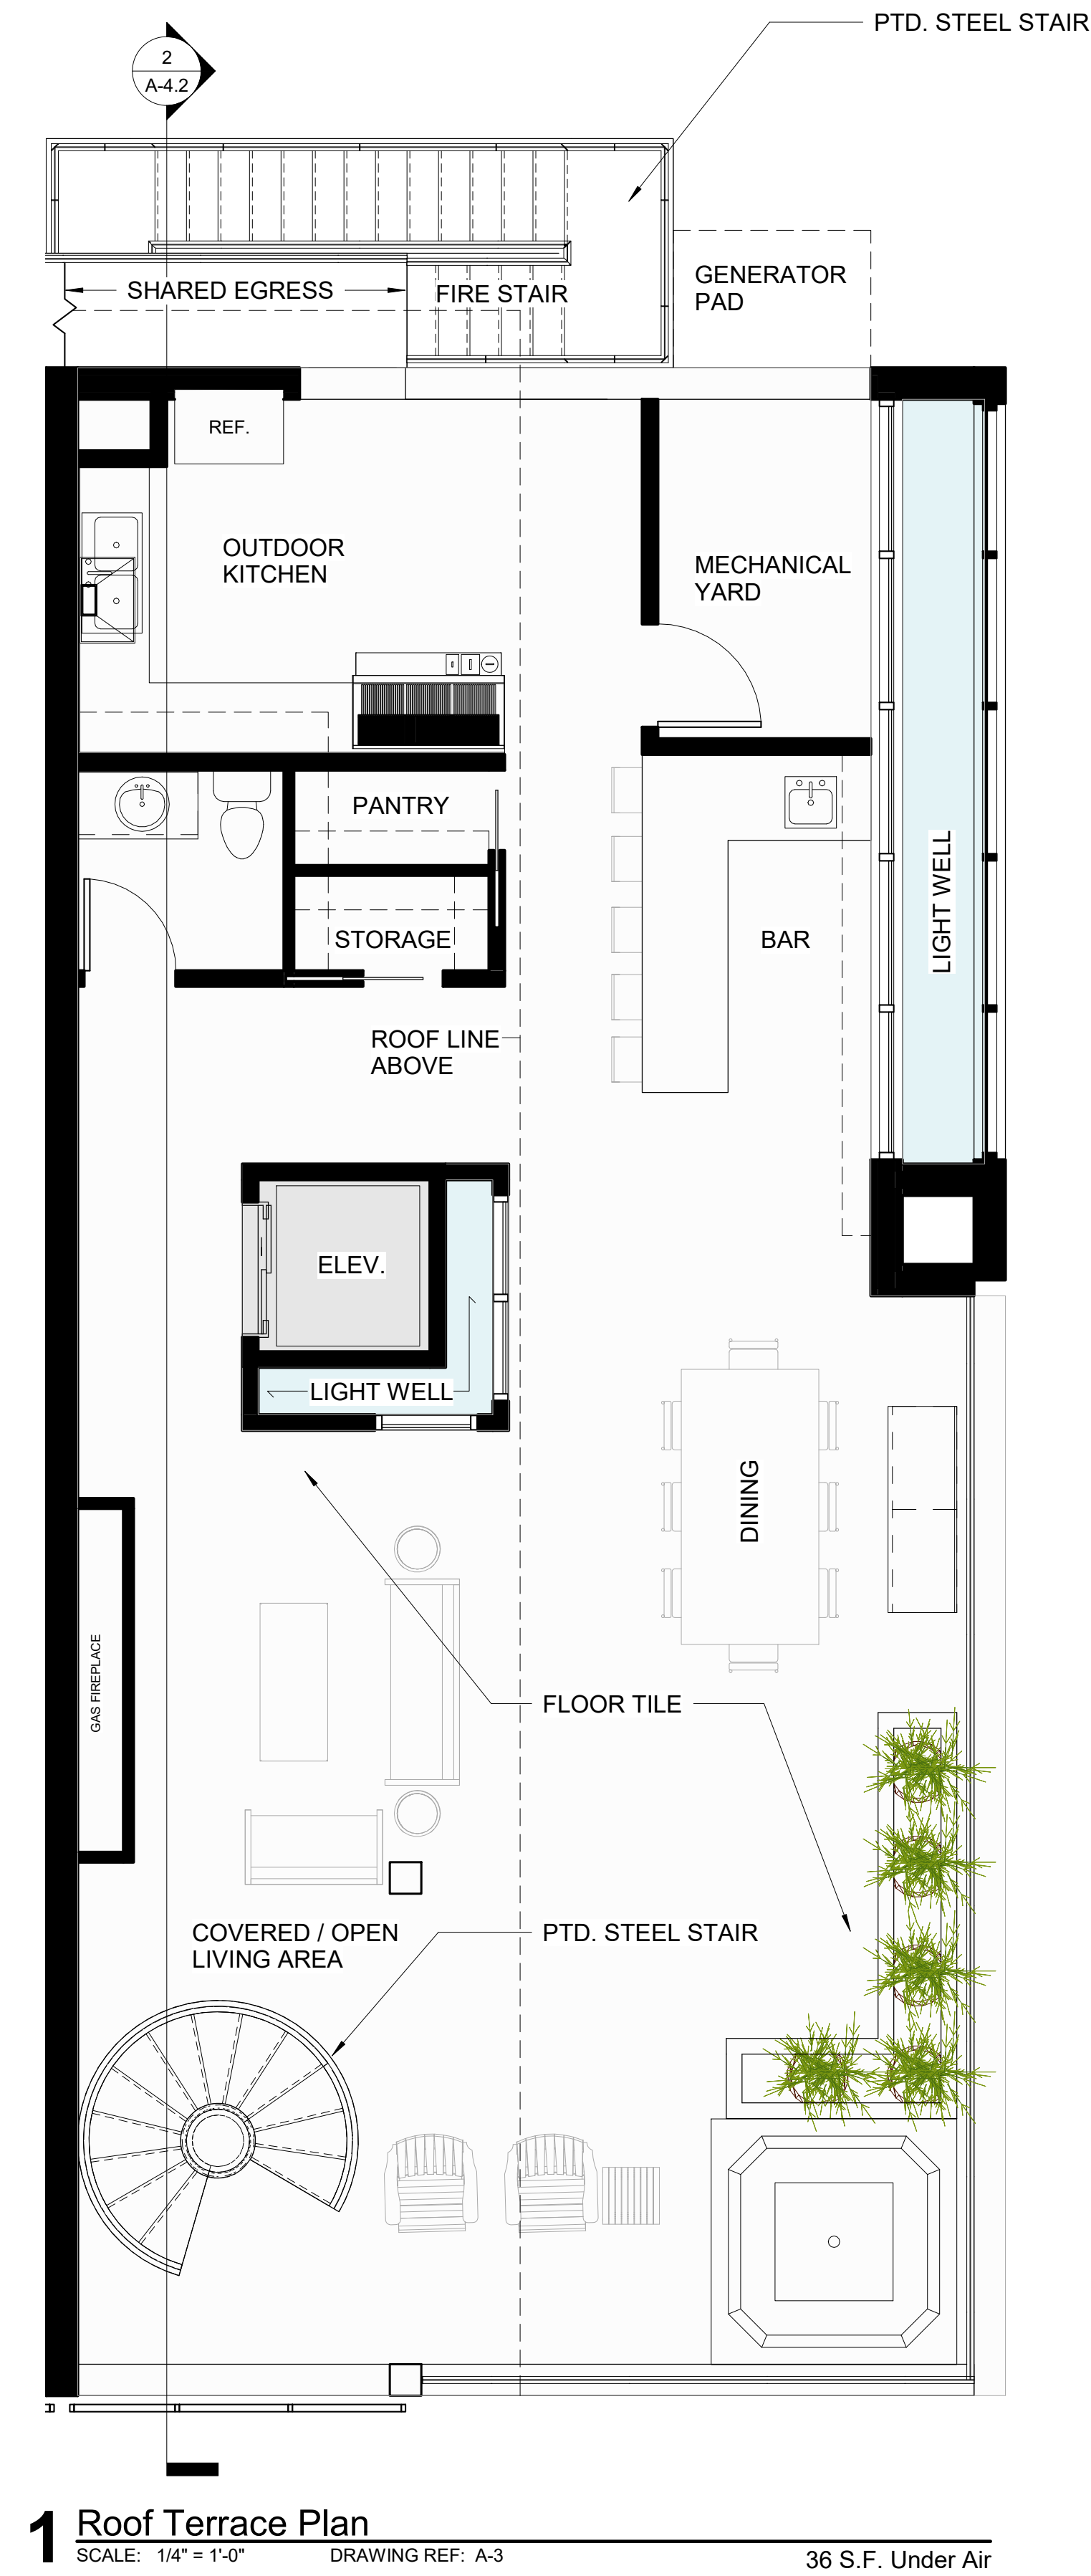 PTD. STEEL STAIR
2
A-4.2
SHARED EGRESS
FIRE STAIR
GENERATOR
PAD
REF.
OUTDOOR
KITCHEN
MECHANICAL
YARD
PANTRY
STORAGE
BAR
LIGHT WELL
ROOF LINE
ABOVE
ELEV.
LIGHT WELL
DINING
GAS FIREPLACE
FLOOR TILE
COVERED / OPEN
LIVING AREA
PTD. STEEL STAIR
1 Roof Terrace Plan
SCALE: 1/4" = 1'-0" DRAWING REF: A-3
36 S.F. Under Air